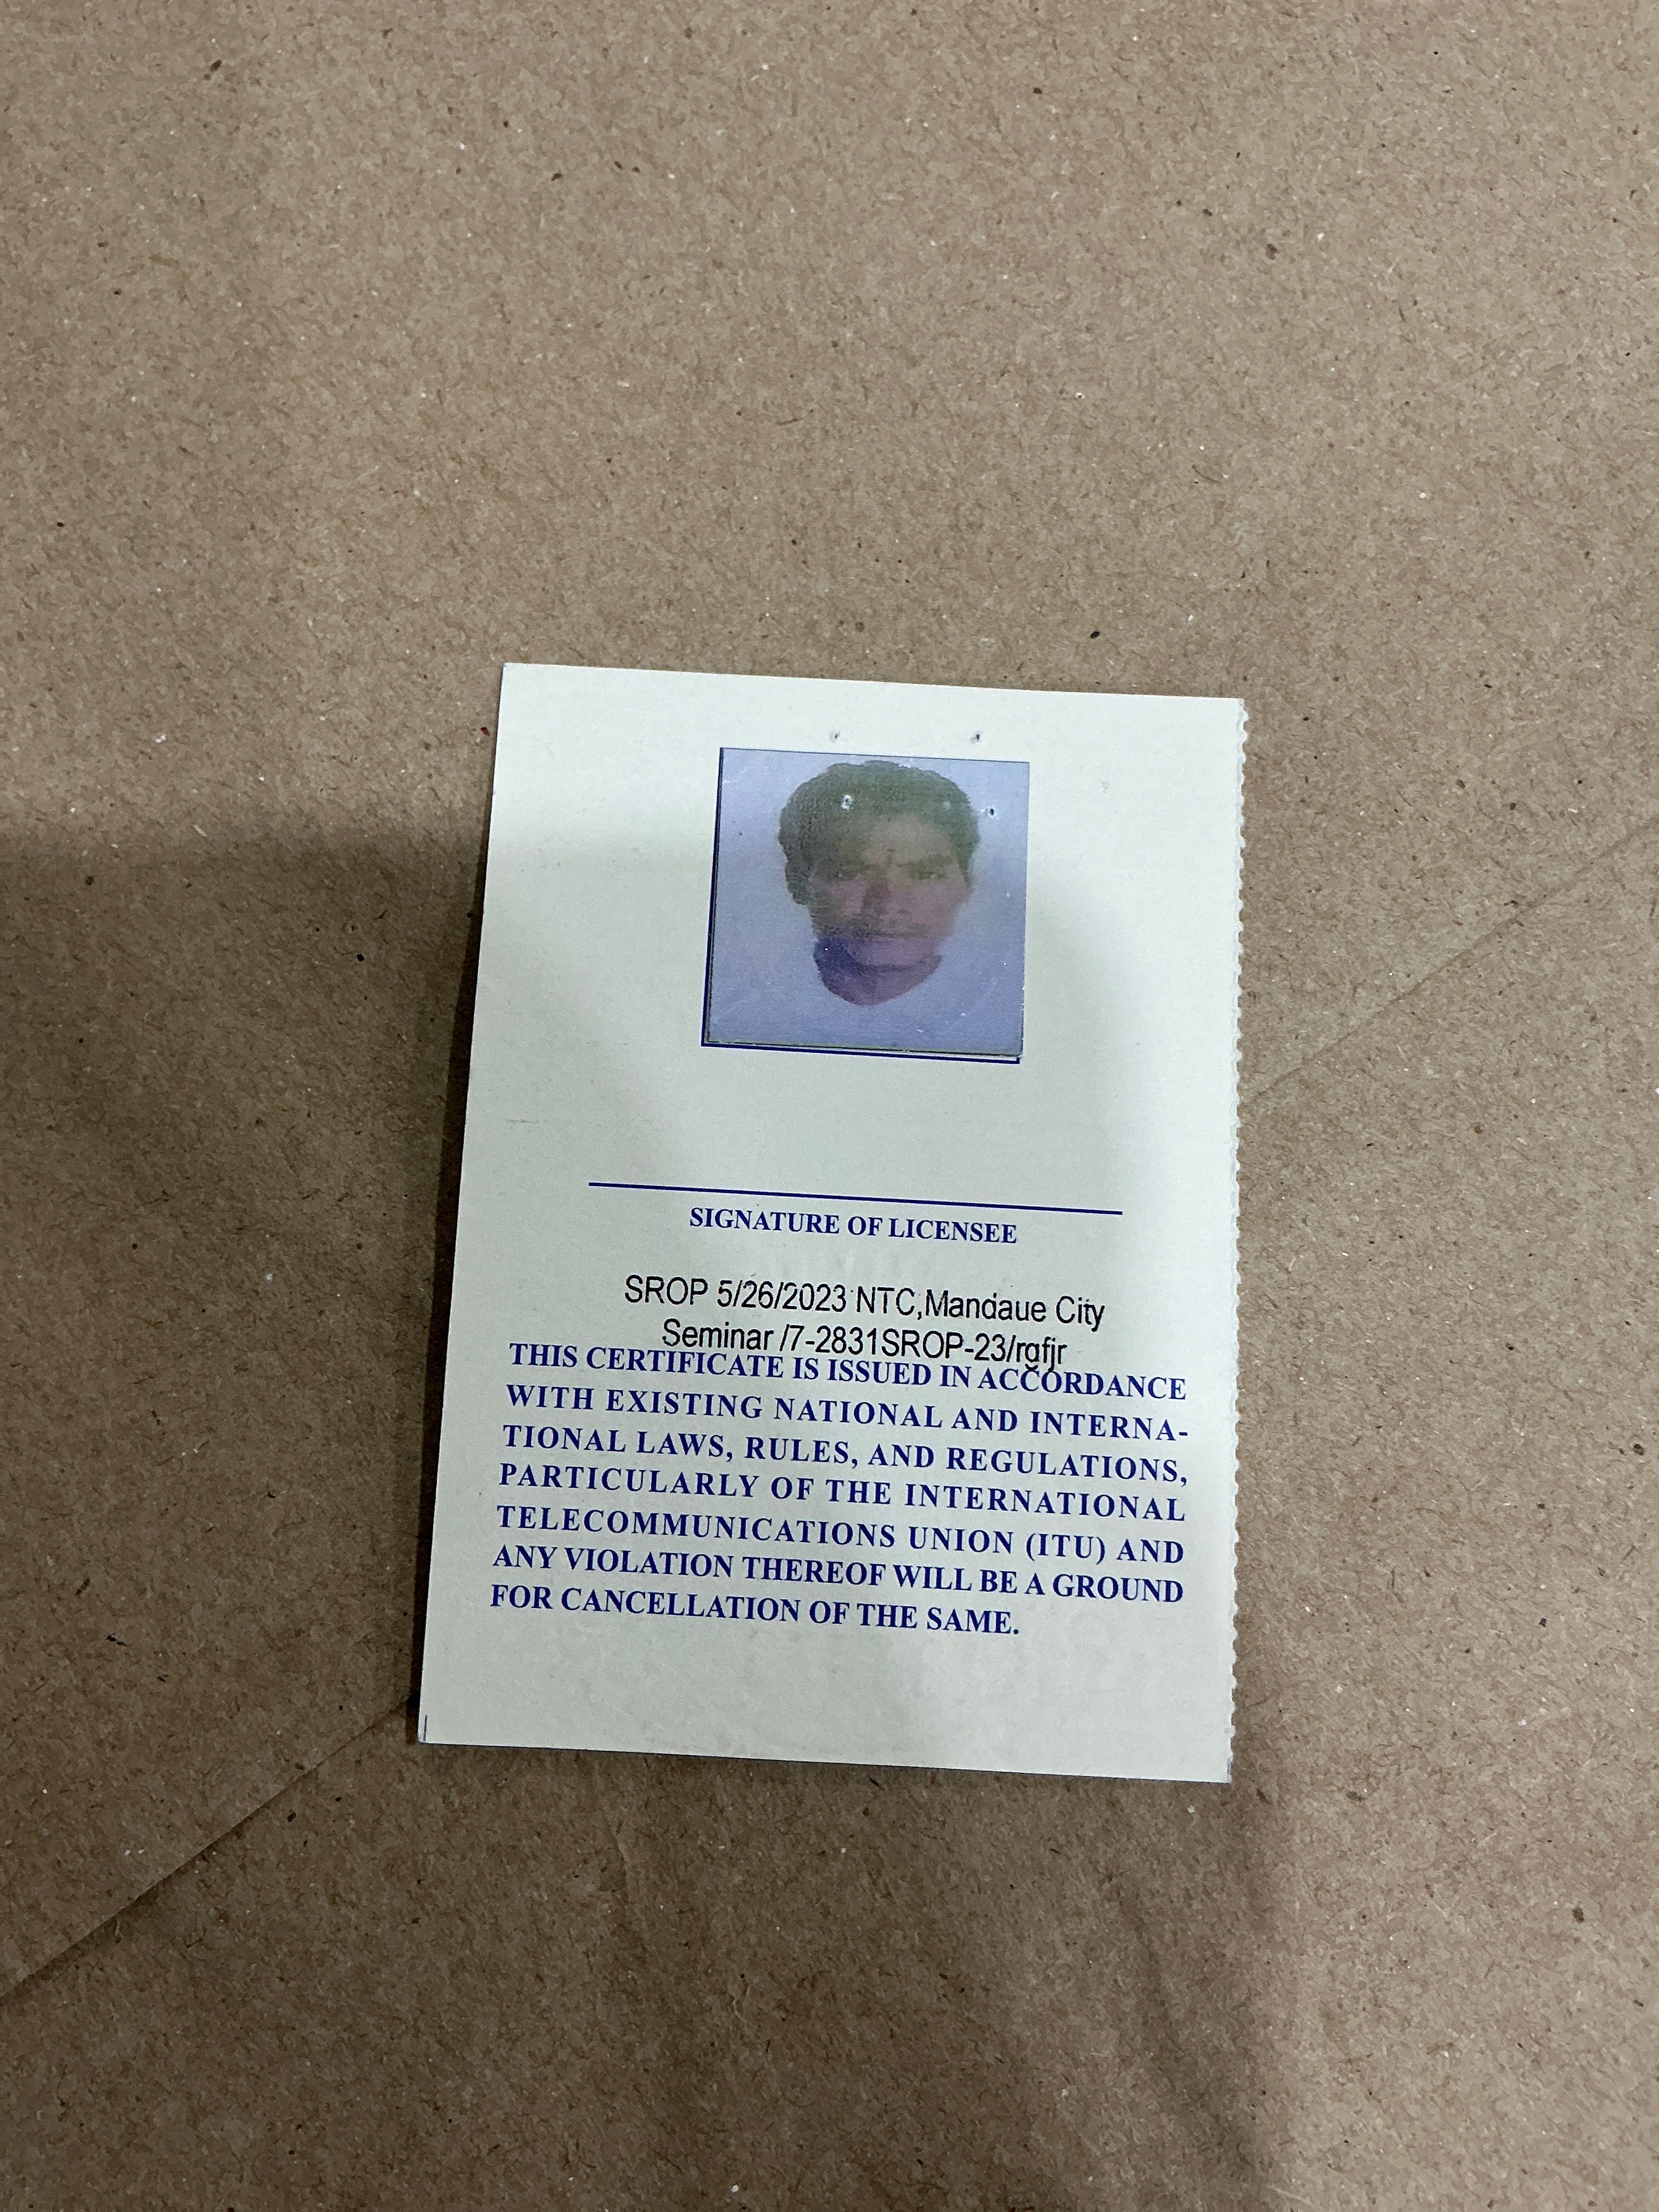 SIGNATURE OF LICENSEE
SROP 5/26/2023 NTC,Mandaue City
Seminar /7-2831SROP-23/rgfjr
THIS CERTIFICATE IS ISSUED IN ACCORDANCE
WITH EXISTING NATIONAL AND INTERNA-
TIONAL LAWS, RULES, AND REGULATIONS,
PARTICULARLY OF THE INTERNATIONAL
TELECOMMUNICATIONS UNION (ITU) AND
ANY VIOLATION THEREOF WILL BE A GROUND
FOR CANCELLATION OF THE SAME.